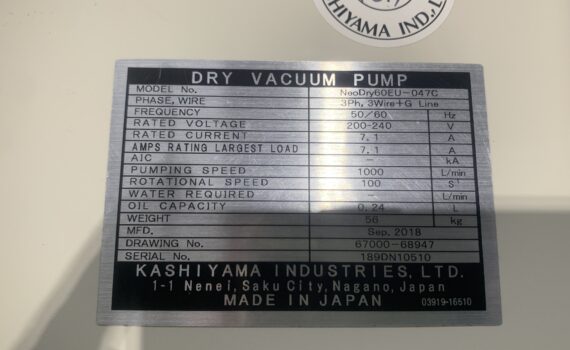 SHIYAMA IND., L
DRY VACUUM PUMP
MODEL No. NeoDry60EU-047C
PHASE, WIRE 3Ph, 3Wire+G Line
FREQUENCY 50/60 Hz
RATED VOLTAGE 200-240 V
RATED CURRENT 7.1 A
AMPS RATING LARGEST LOAD 7.1 A
AIC - kA
PUMPING SPEED 1000 L/min
ROTATIONAL SPEED 100 S⁻¹
WATER REQUIRED - L/min
OIL CAPACITY 0.24 L
WEIGHT 56 kg
MFD. Sep. 2018
DRAWING No. 67000-68947
SERIAL No. 189DN10510
KASHIYAMA INDUSTRIES, LTD.
1-1 Nenei, Saku City, Nagano, Japan
MADE IN JAPAN 03919-16510